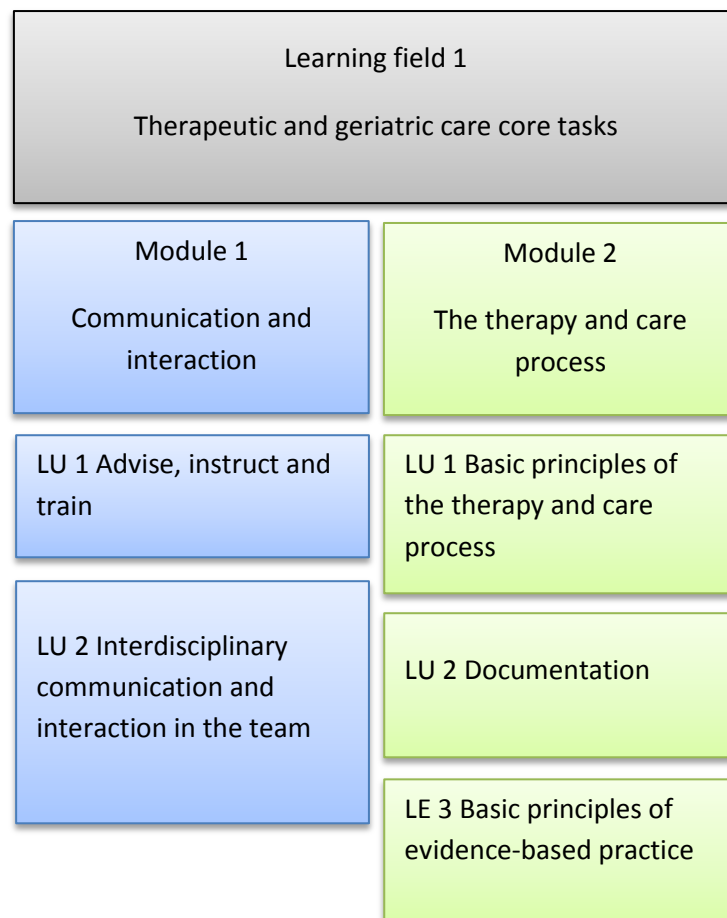 Learning field 1
Therapeutic and geriatric care core tasks
Module 1
Communication and
interaction
LU 1 Advise, instruct and
train
LU 2 Interdisciplinary
communication and
interaction in the team
Module 2
The therapy and care
process
LU 1 Basic principles of
the therapy and care
process
LU 2 Documentation
LE 3 Basic principles of
evidence-based practice